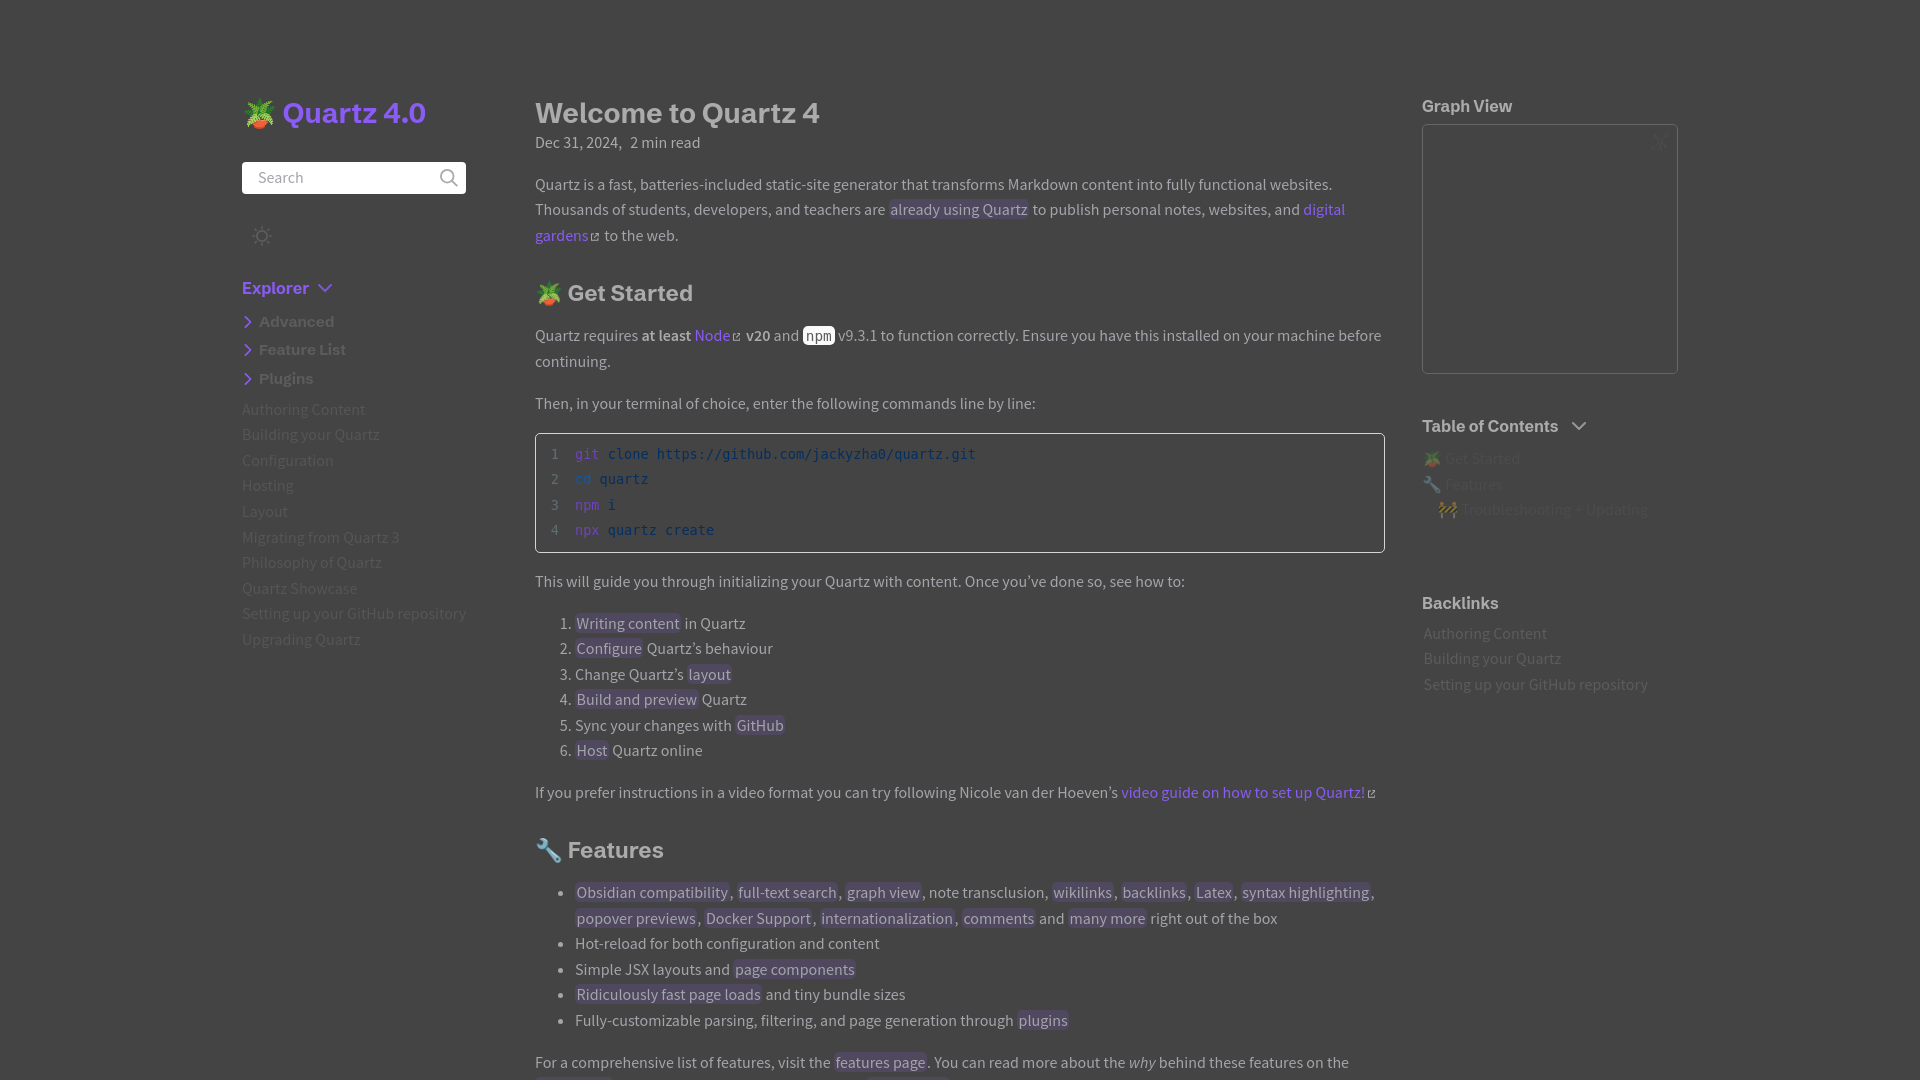 🪴 Quartz 4.0
Search
Explorer
Advanced
Feature List
Plugins
Authoring Content
Building your Quartz
Configuration
Hosting
Layout
Migrating from Quartz 3
Philosophy of Quartz
Quartz Showcase
Setting up your GitHub repository
Upgrading Quartz
Welcome to Quartz 4
Dec 31, 2024, 2 min read
Quartz is a fast, batteries-included static-site generator that transforms Markdown content into fully functional websites.
Thousands of students, developers, and teachers are already using Quartz to publish personal notes, websites, and digital
gardens to the web.
🪴 Get Started
Quartz requires at least Node v20 and npm v9.3.1 to function correctly. Ensure you have this installed on your machine before
continuing.
Then, in your terminal of choice, enter the following commands line by line:
1 git clone https://github.com/jackyzha0/quartz.git
2 cd quartz
3 npm i
4 npx quartz create
This will guide you through initializing your Quartz with content. Once you’ve done so, see how to:
1. Writing content in Quartz
2. Configure Quartz’s behaviour
3. Change Quartz’s layout
4. Build and preview Quartz
5. Sync your changes with GitHub
6. Host Quartz online
If you prefer instructions in a video format you can try following Nicole van der Hoeven’s video guide on how to set up Quartz!
🔧 Features
• Obsidian compatibility, full-text search, graph view, note transclusion, wikilinks, backlinks, Latex, syntax highlighting,
popover previews, Docker Support, internationalization, comments and many more right out of the box
• Hot-reload for both configuration and content
• Simple JSX layouts and page components
• Ridiculously fast page loads and tiny bundle sizes
• Fully-customizable parsing, filtering, and page generation through plugins
For a comprehensive list of features, visit the features page. You can read more about the why behind these features on the
Graph View
Table of Contents
🪴 Get Started
🔧 Features
🚧 Troubleshooting + Updating
Backlinks
Authoring Content
Building your Quartz
Setting up your GitHub repository